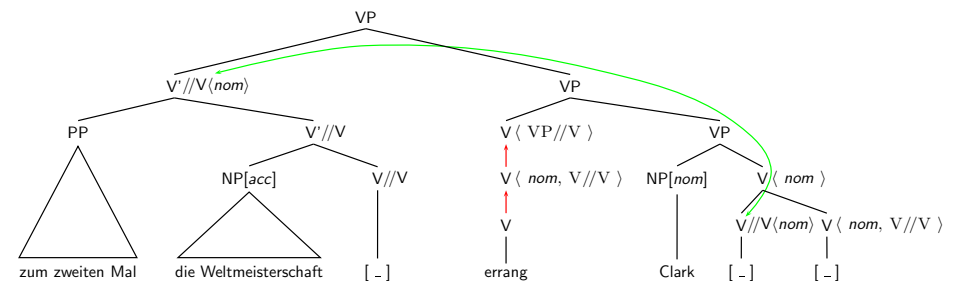 VP
V'//V⟨nom⟩ VP
PP V'//V V⟨ VP//V ⟩ VP
NP[acc] V//V V⟨ nom, V//V ⟩ NP[nom] V⟨ nom ⟩
V V//V⟨nom⟩ V⟨ nom, V//V ⟩
zum zweiten Mal die Weltmeisterschaft [ _ ] errang Clark [ _ ] [ _ ]